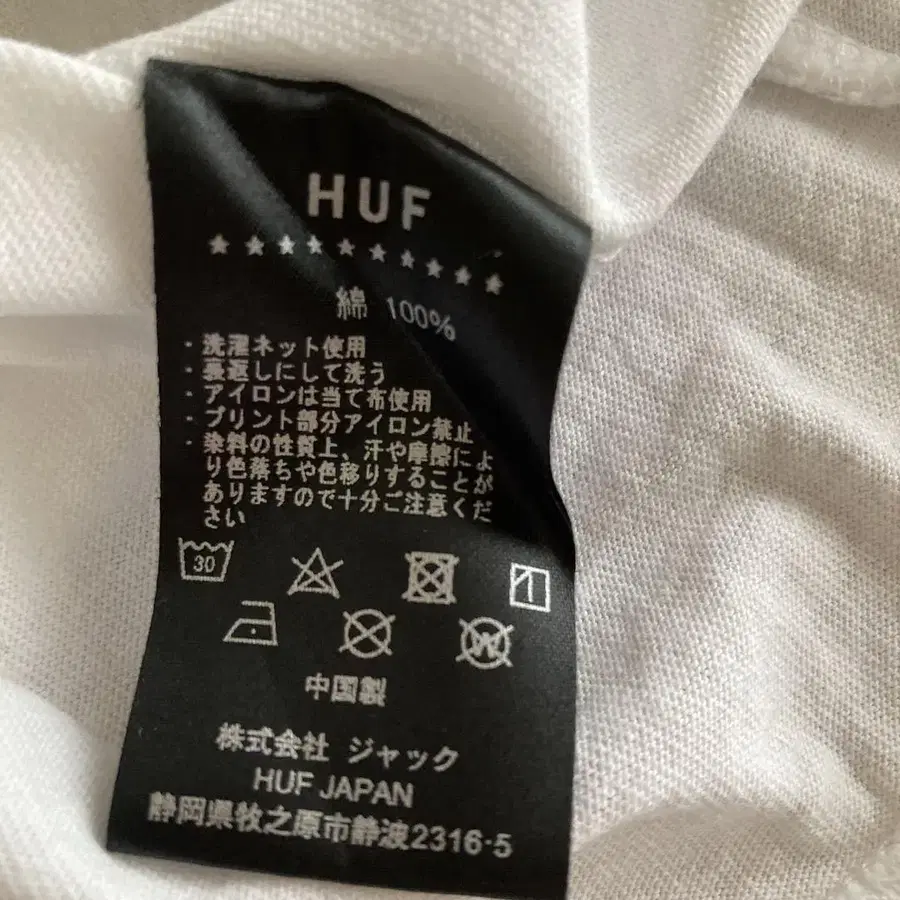 HUF
綿 100%
・洗濯ネット使用
・裏返しにして洗う
・アイロンは当て布使用
・プリント部分アイロン禁止
・染料の性質上、汗や摩擦によ
り色落ちや色移りすることが
ありますので十分ご注意くだ
さい
30
W
中国製
株式会社 ジャック
HUF JAPAN
静岡県牧之原市静波2316-5